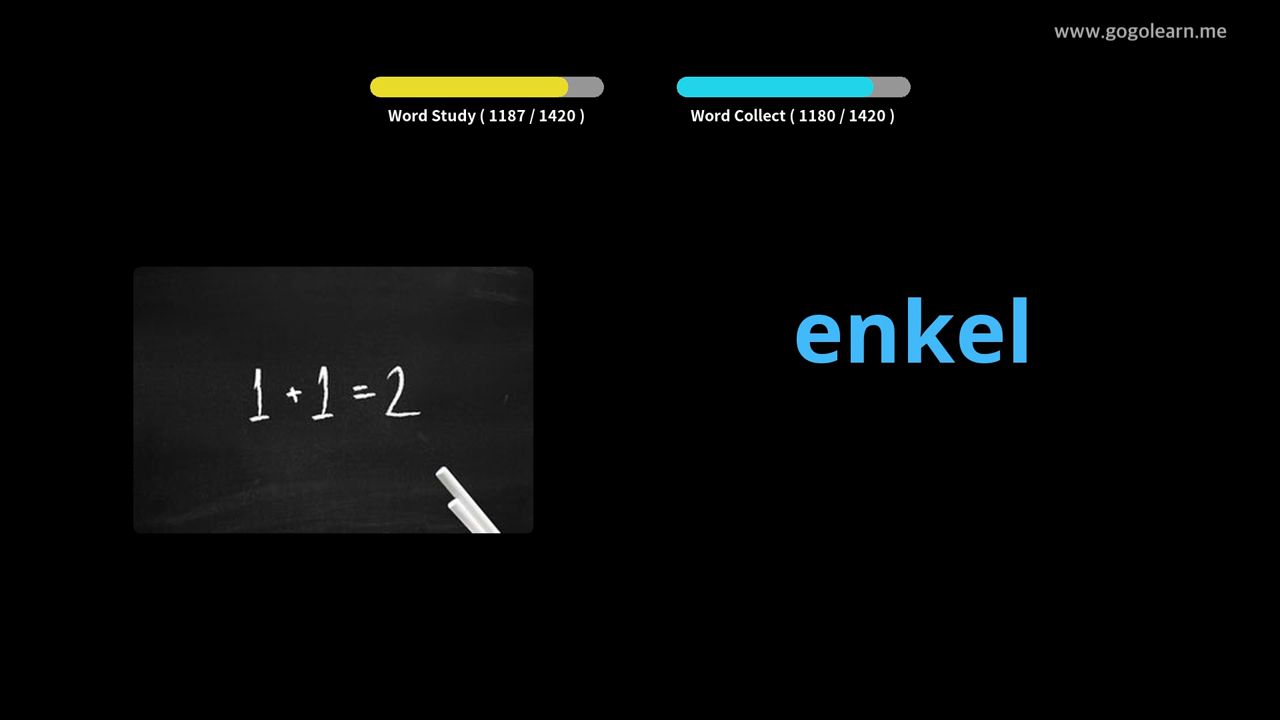 www.gogolearn.me
Word Study ( 1187 / 1420 )
Word Collect ( 1180 / 1420 )
1 + 1 = 2
enkel